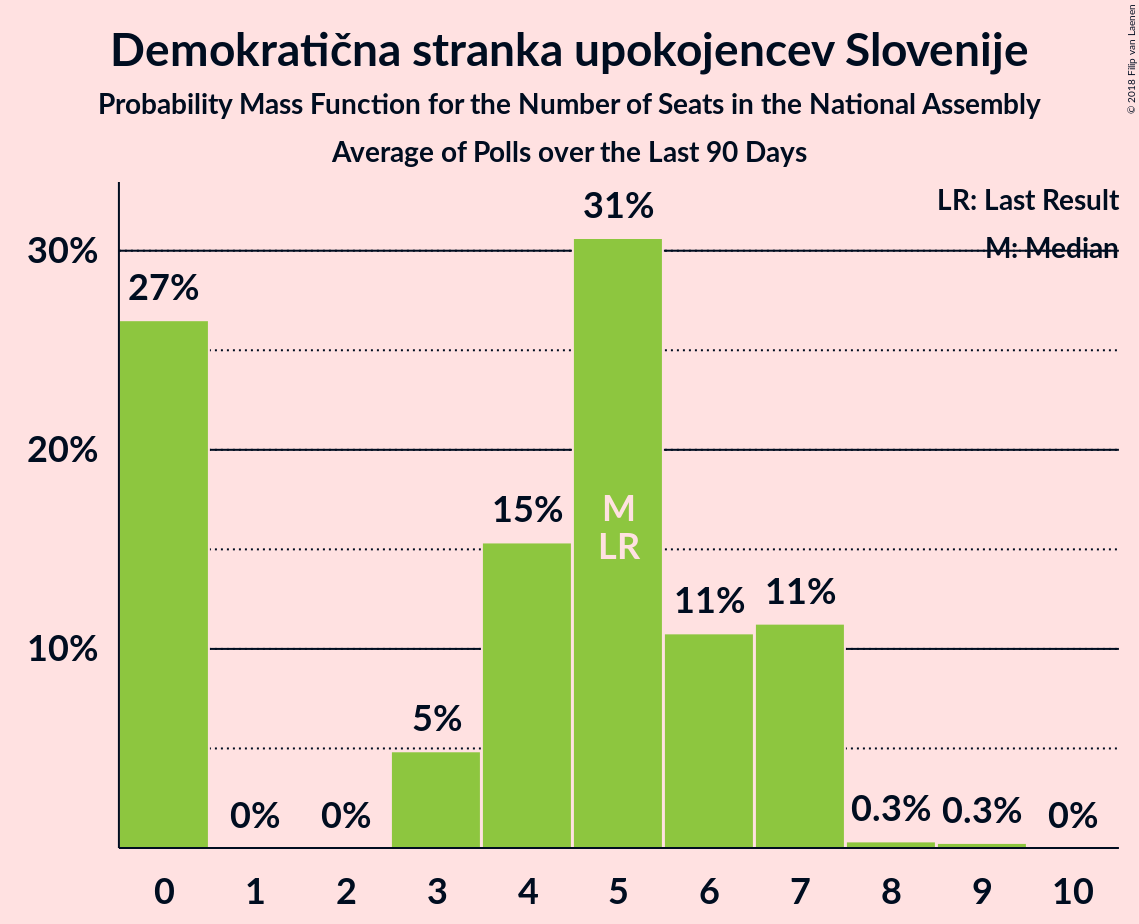 Demokratična stranka upokojencev Slovenije
Probability Mass Function for the Number of Seats in the National Assembly
Average of Polls over the Last 90 Days
© 2018 Filip van Laenen
LR: Last Result
M: Median
30%
20%
10%
27%
0%
0%
5%
15%
31%
M
LR
11%
11%
0.3%
0.3%
0%
0 1 2 3 4 5 6 7 8 9 10